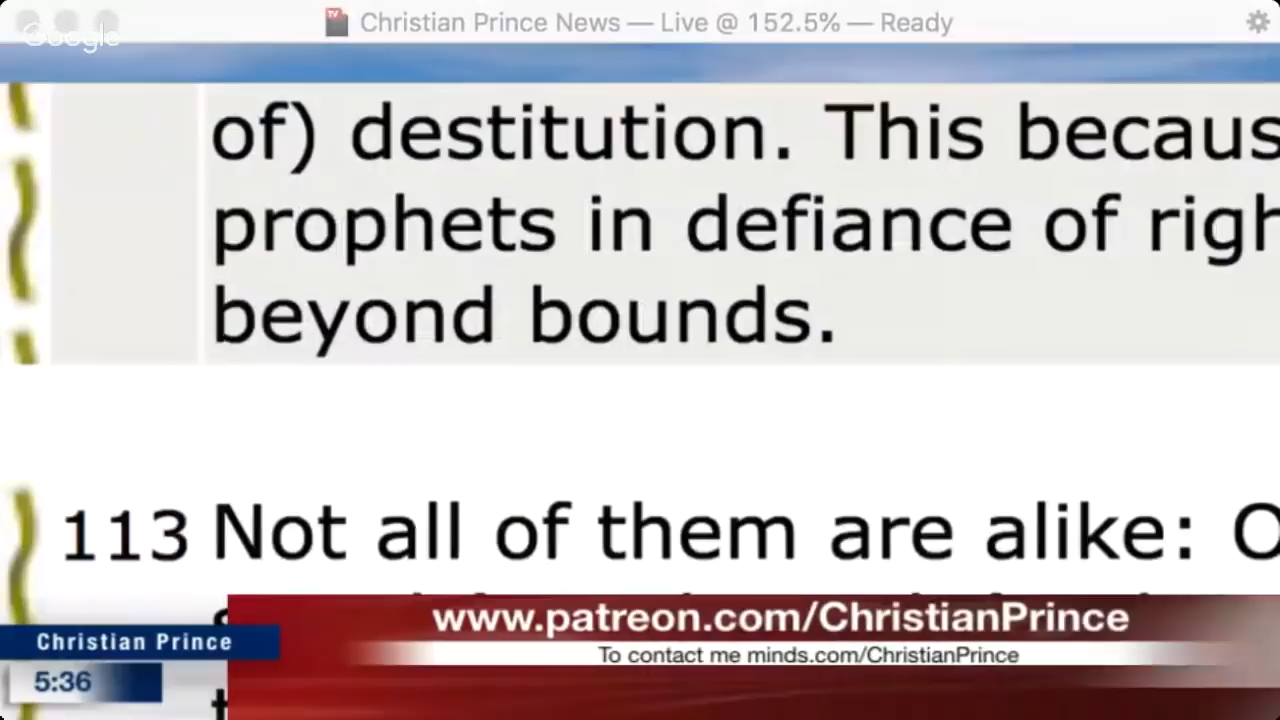 Christian Prince News — Live @ 152.5% — Ready
Google
of) destitution. This becaus
prophets in defiance of righ
beyond bounds.
113 Not all of them are alike: O
www.patreon.com/ChristianPrince
Christian Prince
To contact me minds.com/ChristianPrince
5:36